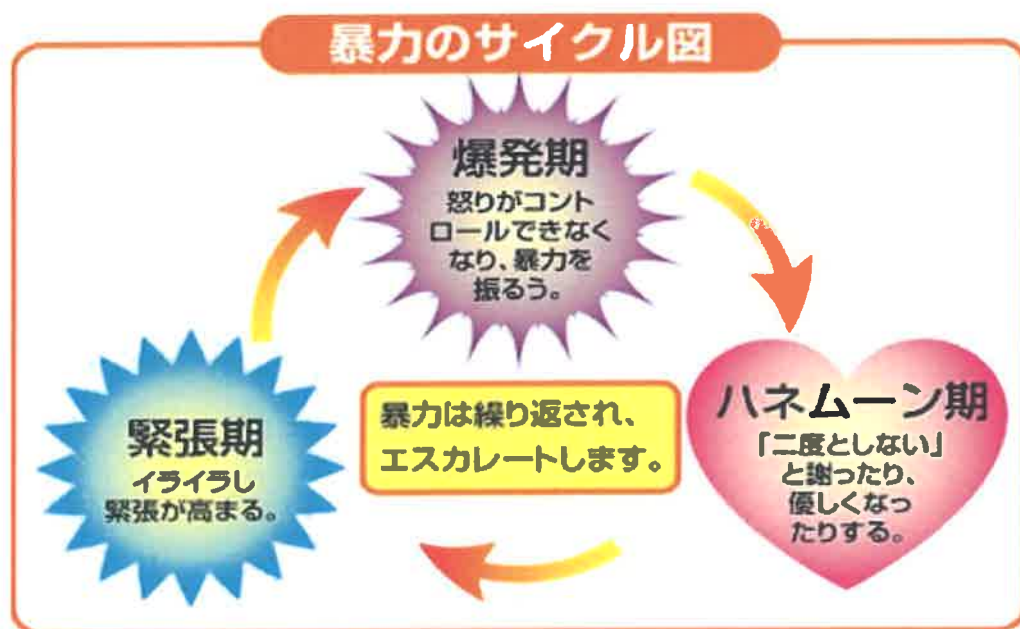 暴力のサイクル図
爆発期
怒りがコント
ロールできなく
なり、暴力を
振るう。
ハネムーン期
「二度としない」
と謝ったり、
優しくなっ
たりする。
暴力は繰り返され、
エスカレートします。
緊張期
イライラし
緊張が高まる。